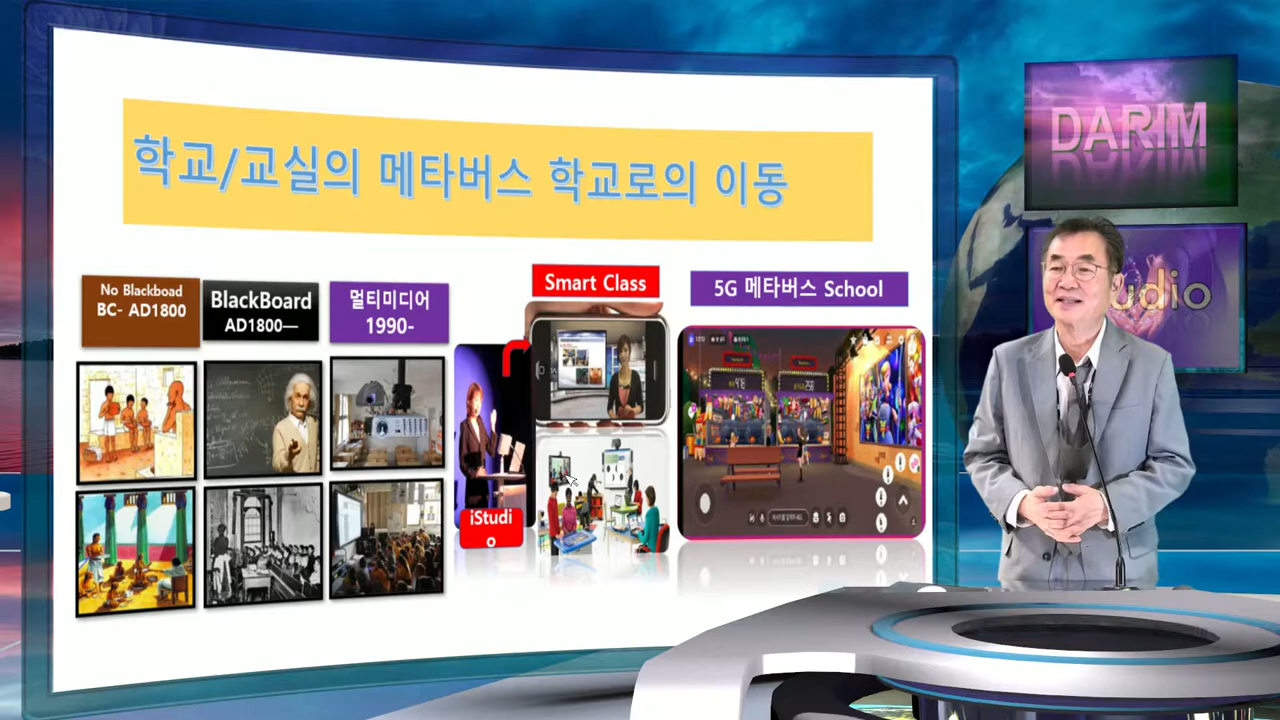 학교/교실의 메타버스 학교로의 이동
No Blackboad
BC- AD1800
BlackBoard
AD1800—
멀티미디어
1990-
Smart Class
5G 메타버스 School
iStudi
o
DARIM
udio